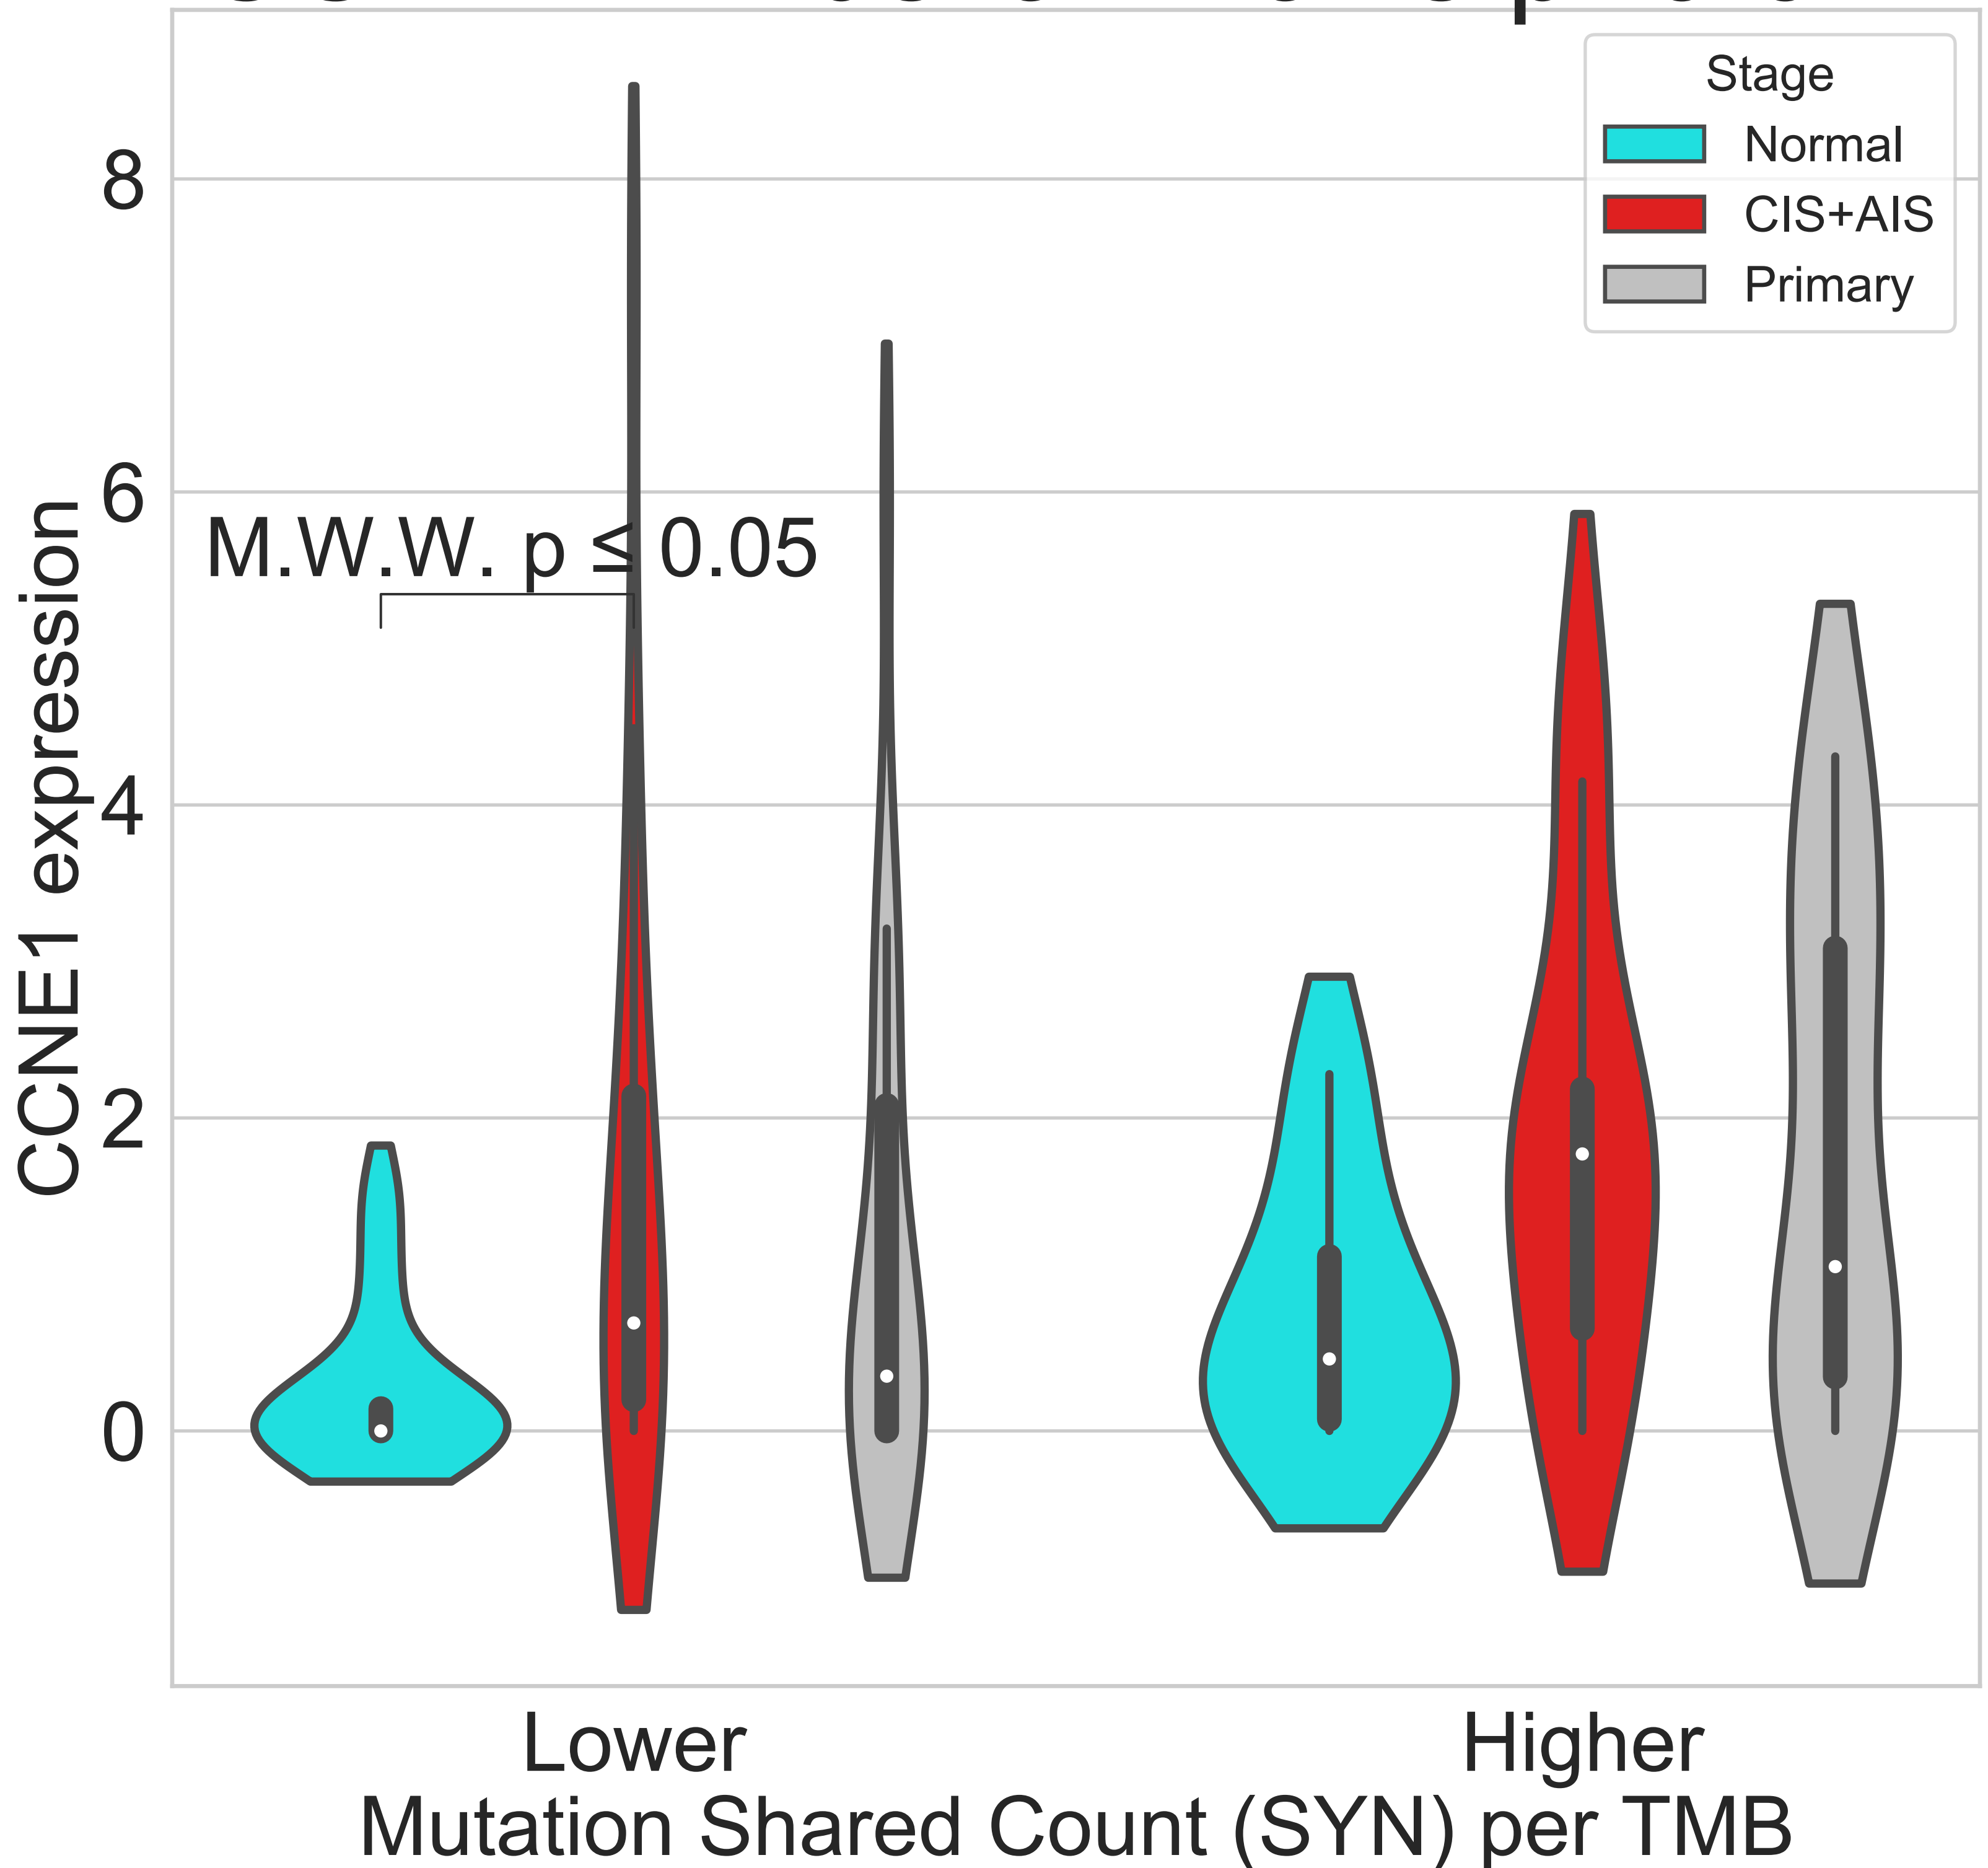 Stage
Normal
CIS+AIS
Primary
8
6
4
2
0
CCNE1 expression
M.W.W. p ≤ 0.05
Lower
Higher
Mutation Shared Count (SYN) per TMB